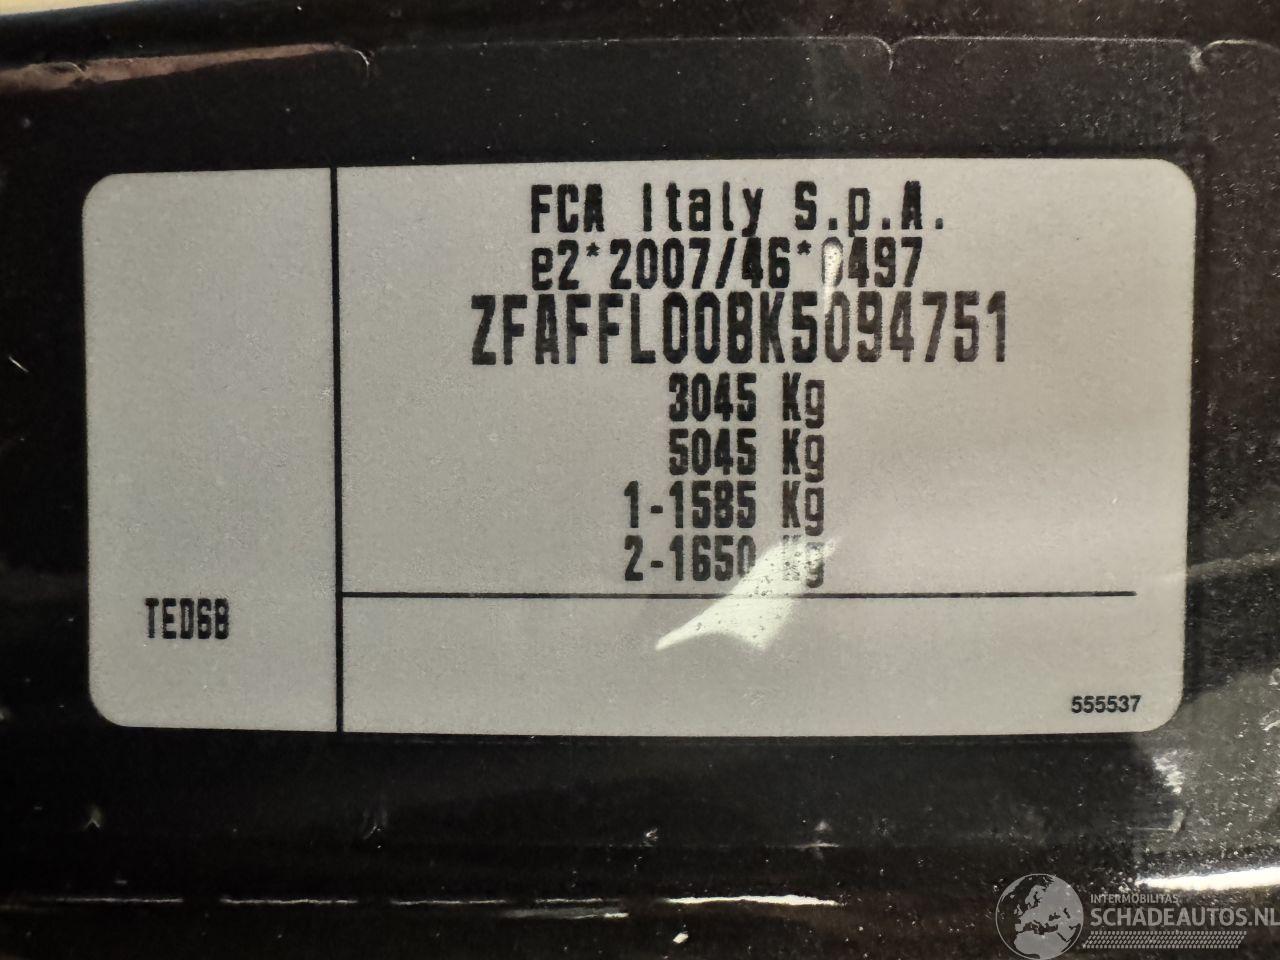 FCA Italy S.p.A.
e2*2007/46*0497
ZFAFFL00BK5094751
3045 Kg
5045 Kg
1-1585 Kg
2-1650 Kg
TED6B
555537
INTERMOBILITAS
SCHADEAUTOS.NL